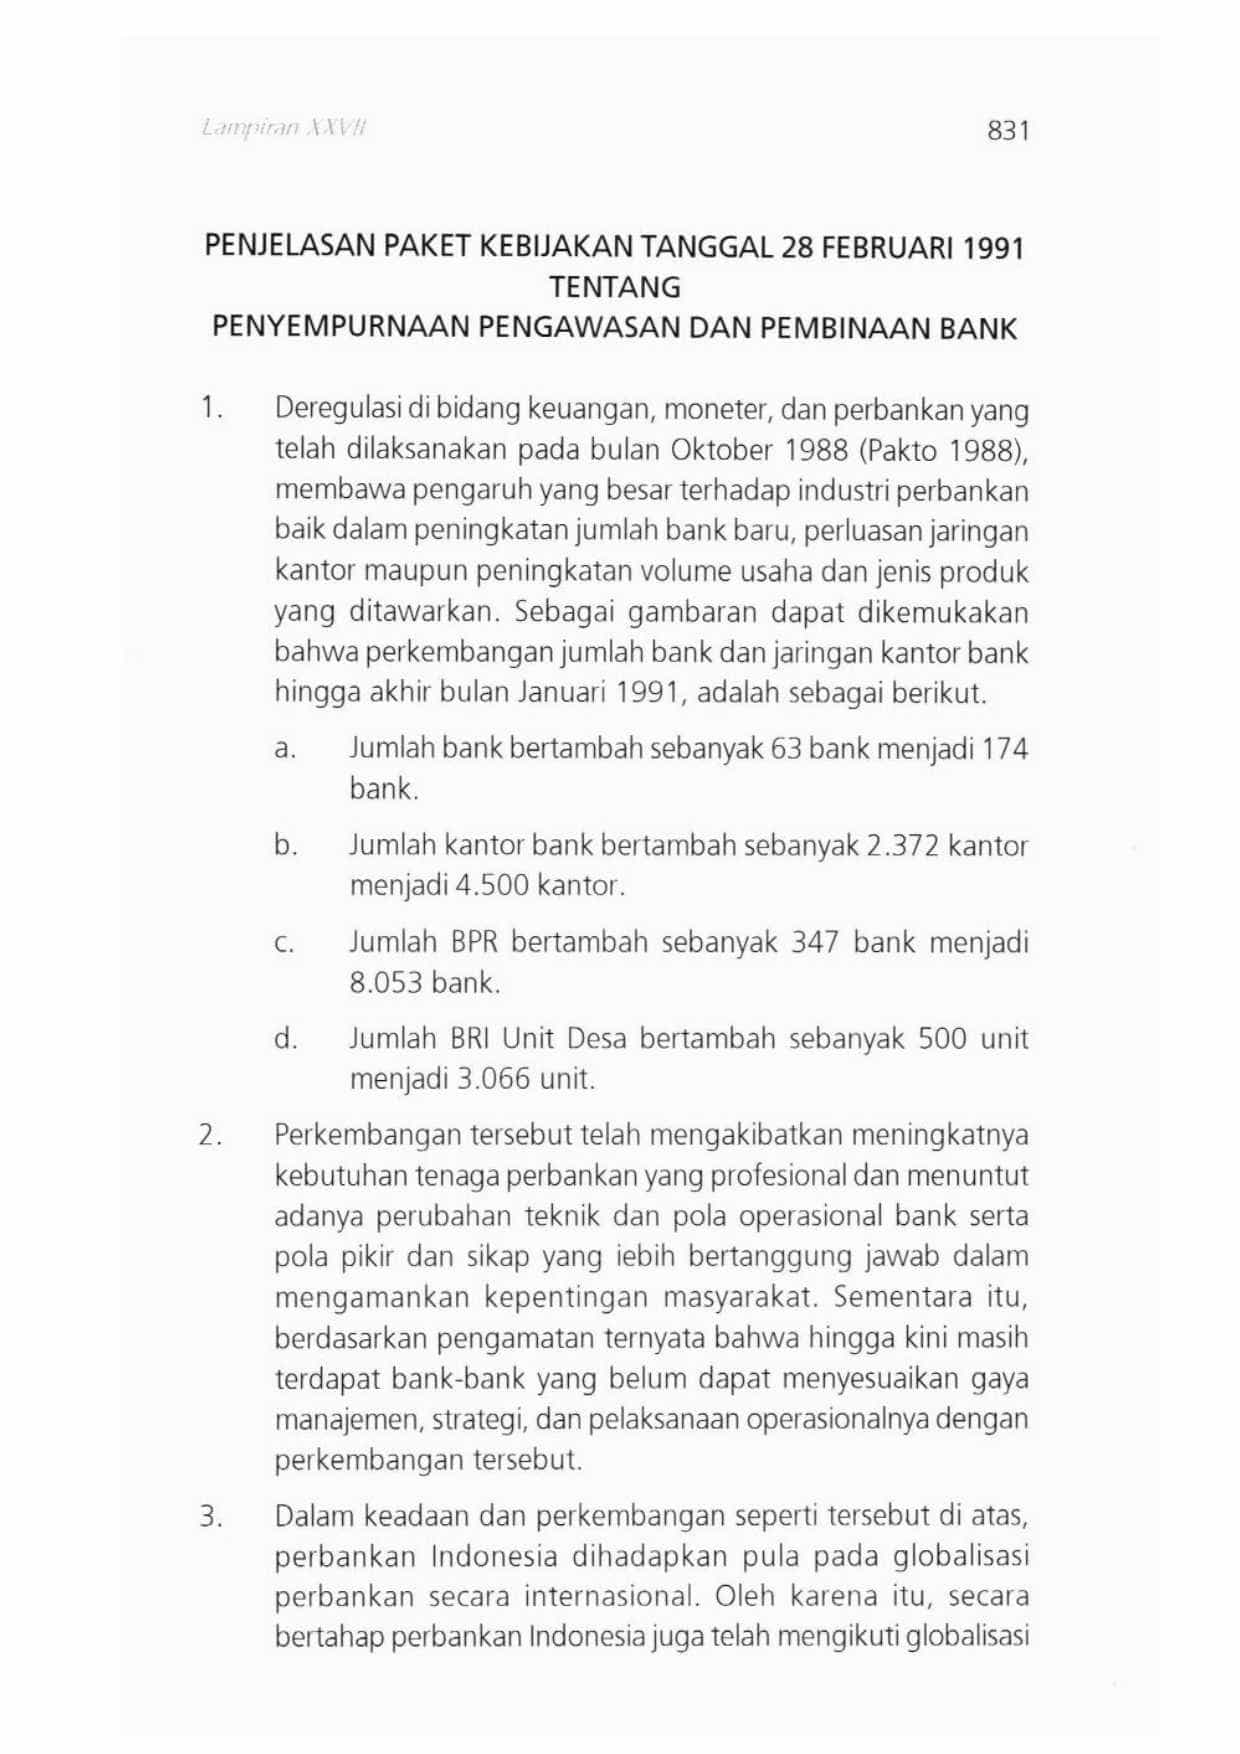 Lampiran XXVII
831
PENJELASAN PAKET KEBIJAKAN TANGGAL 28 FEBRUARI 1991
TENTANG
PENYEMPURNAAN PENGAWASAN DAN PEMBINAAN BANK
1. Deregulasi di bidang keuangan, moneter, dan perbankan yang
telah dilaksanakan pada bulan Oktober 1988 (Pakto 1988),
membawa pengaruh yang besar terhadap industri perbankan
baik dalam peningkatan jumlah bank baru, perluasan jaringan
kantor maupun peningkatan volume usaha dan jenis produk
yang ditawarkan. Sebagai gambaran dapat dikemukakan
bahwa perkembangan jumlah bank dan jaringan kantor bank
hingga akhir bulan Januari 1991, adalah sebagai berikut.
a. Jumlah bank bertambah sebanyak 63 bank menjadi 174
bank.
b. Jumlah kantor bank bertambah sebanyak 2.372 kantor
menjadi 4.500 kantor.
c. Jumlah BPR bertambah sebanyak 347 bank menjadi
8.053 bank.
d. Jumlah BRI Unit Desa bertambah sebanyak 500 unit
menjadi 3.066 unit.
2. Perkembangan tersebut telah mengakibatkan meningkatnya
kebutuhan tenaga perbankan yang profesional dan menuntut
adanya perubahan teknik dan pola operasional bank serta
pola pikir dan sikap yang iebih bertanggung jawab dalam
mengamankan kepentingan masyarakat. Sementara itu,
berdasarkan pengamatan ternyata bahwa hingga kini masih
terdapat bank-bank yang belum dapat menyesuaikan gaya
manajemen, strategi, dan pelaksanaan operasionalnya dengan
perkembangan tersebut.
3. Dalam keadaan dan perkembangan seperti tersebut di atas,
perbankan Indonesia dihadapkan pula pada globalisasi
perbankan secara internasional. Oleh karena itu, secara
bertahap perbankan Indonesia juga telah mengikuti globalisasi